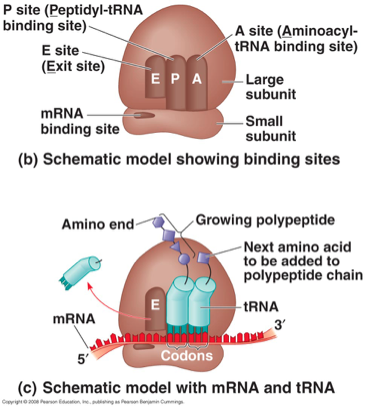 P site (Peptidyl-tRNA
binding site)
A site (Aminoacyl-
tRNA binding site)
E site
(Exit site)
E P A
Large
subunit
mRNA
binding site
Small
subunit
(b) Schematic model showing binding sites
Amino end
Growing polypeptide
Next amino acid
to be added to
polypeptide chain
E
tRNA
mRNA
3′
5′
Codons
(c) Schematic model with mRNA and tRNA
Copyright © 2008 Pearson Education, Inc., publishing as Pearson Benjamin Cummings.